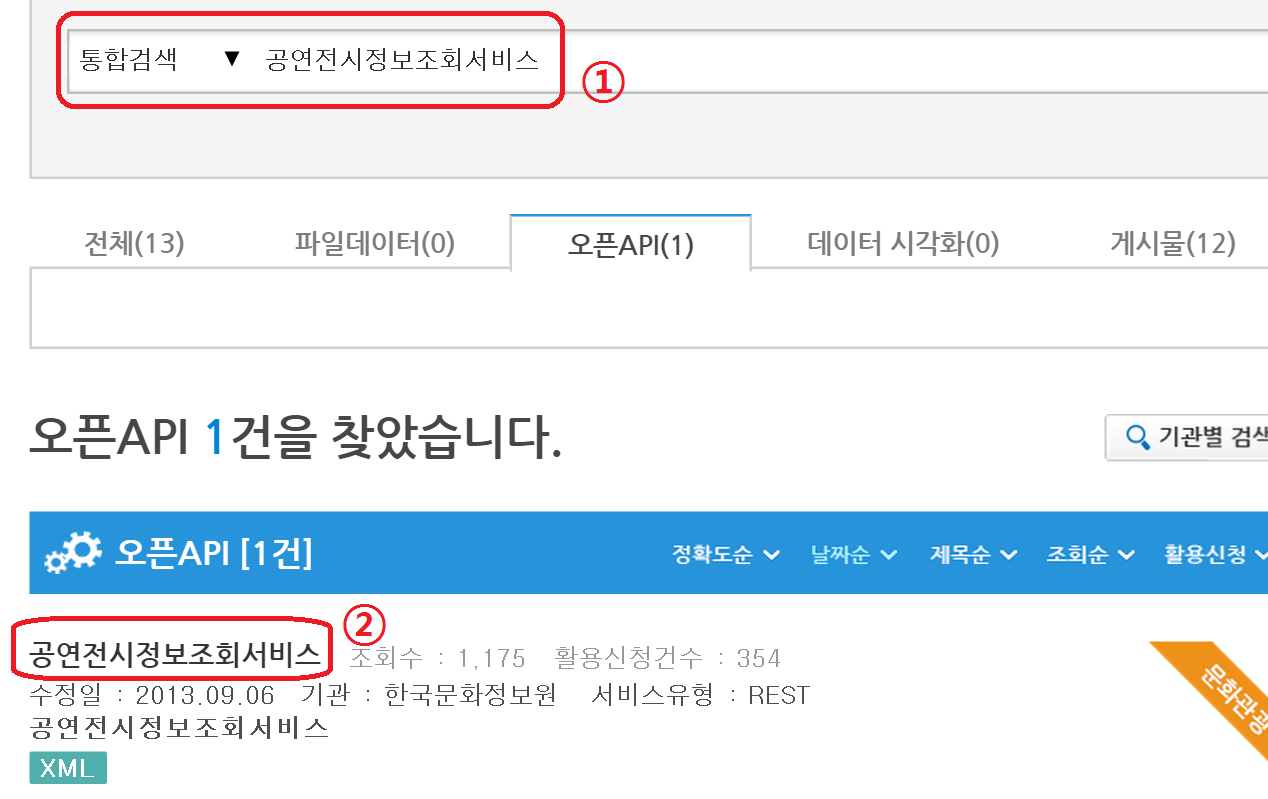 통합검색 ▼ 공연전시정보조회서비스
①
전체(13) 파일데이터(0) 오픈API(1) 데이터 시각화(0) 게시물(12)
오픈API 1건을 찾았습니다.
기관별 검색
오픈API [1건] 정확도순 날짜순 제목순 조회순 활용신청
②
공연전시정보조회서비스 조회수 : 1,175 활용신청건수 : 354
수정일 : 2013.09.06 기관 : 한국문화정보원 서비스유형 : REST
공연전시정보조회서비스
문화관광
XML